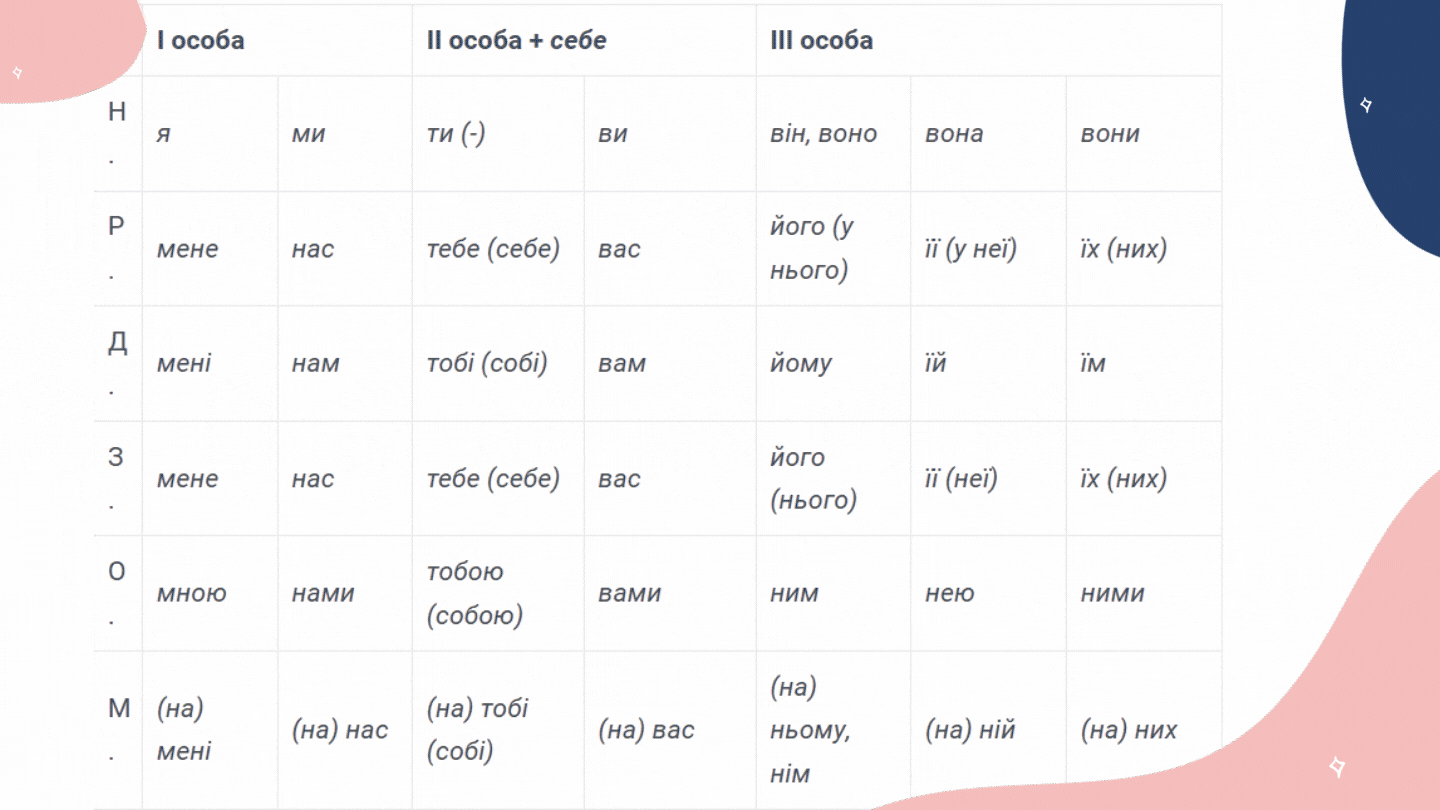 І особа ІІ особа + себе ІІІ особа
Н. я ми ти (-) ви він, воно вона вони
Р. мене нас тебе (себе) вас його (у нього) її (у неї) їх (них)
Д. мені нам тобі (собі) вам йому їй їм
З. мене нас тебе (себе) вас його (нього) її (неї) їх (них)
О. мною нами тобою (собою) вами ним нею ними
М. (на) мені (на) нас (на) тобі (собі) (на) вас (на) ньому, нім (на) ній (на) них